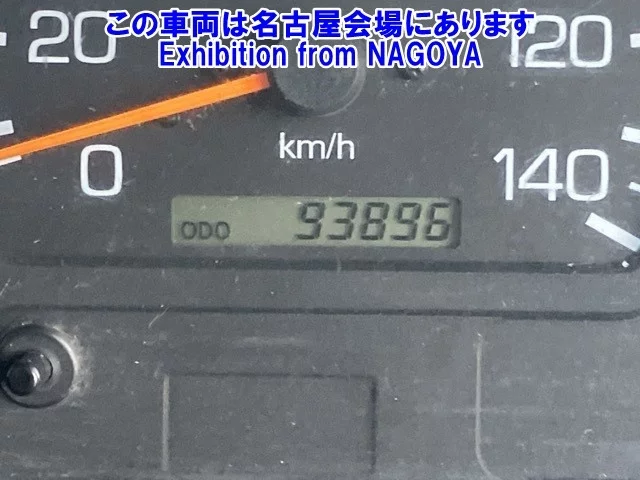 この車両は名古屋会場にあります
Exhibition from NAGOYA
20
120
km/h
0
140
ODO 93896